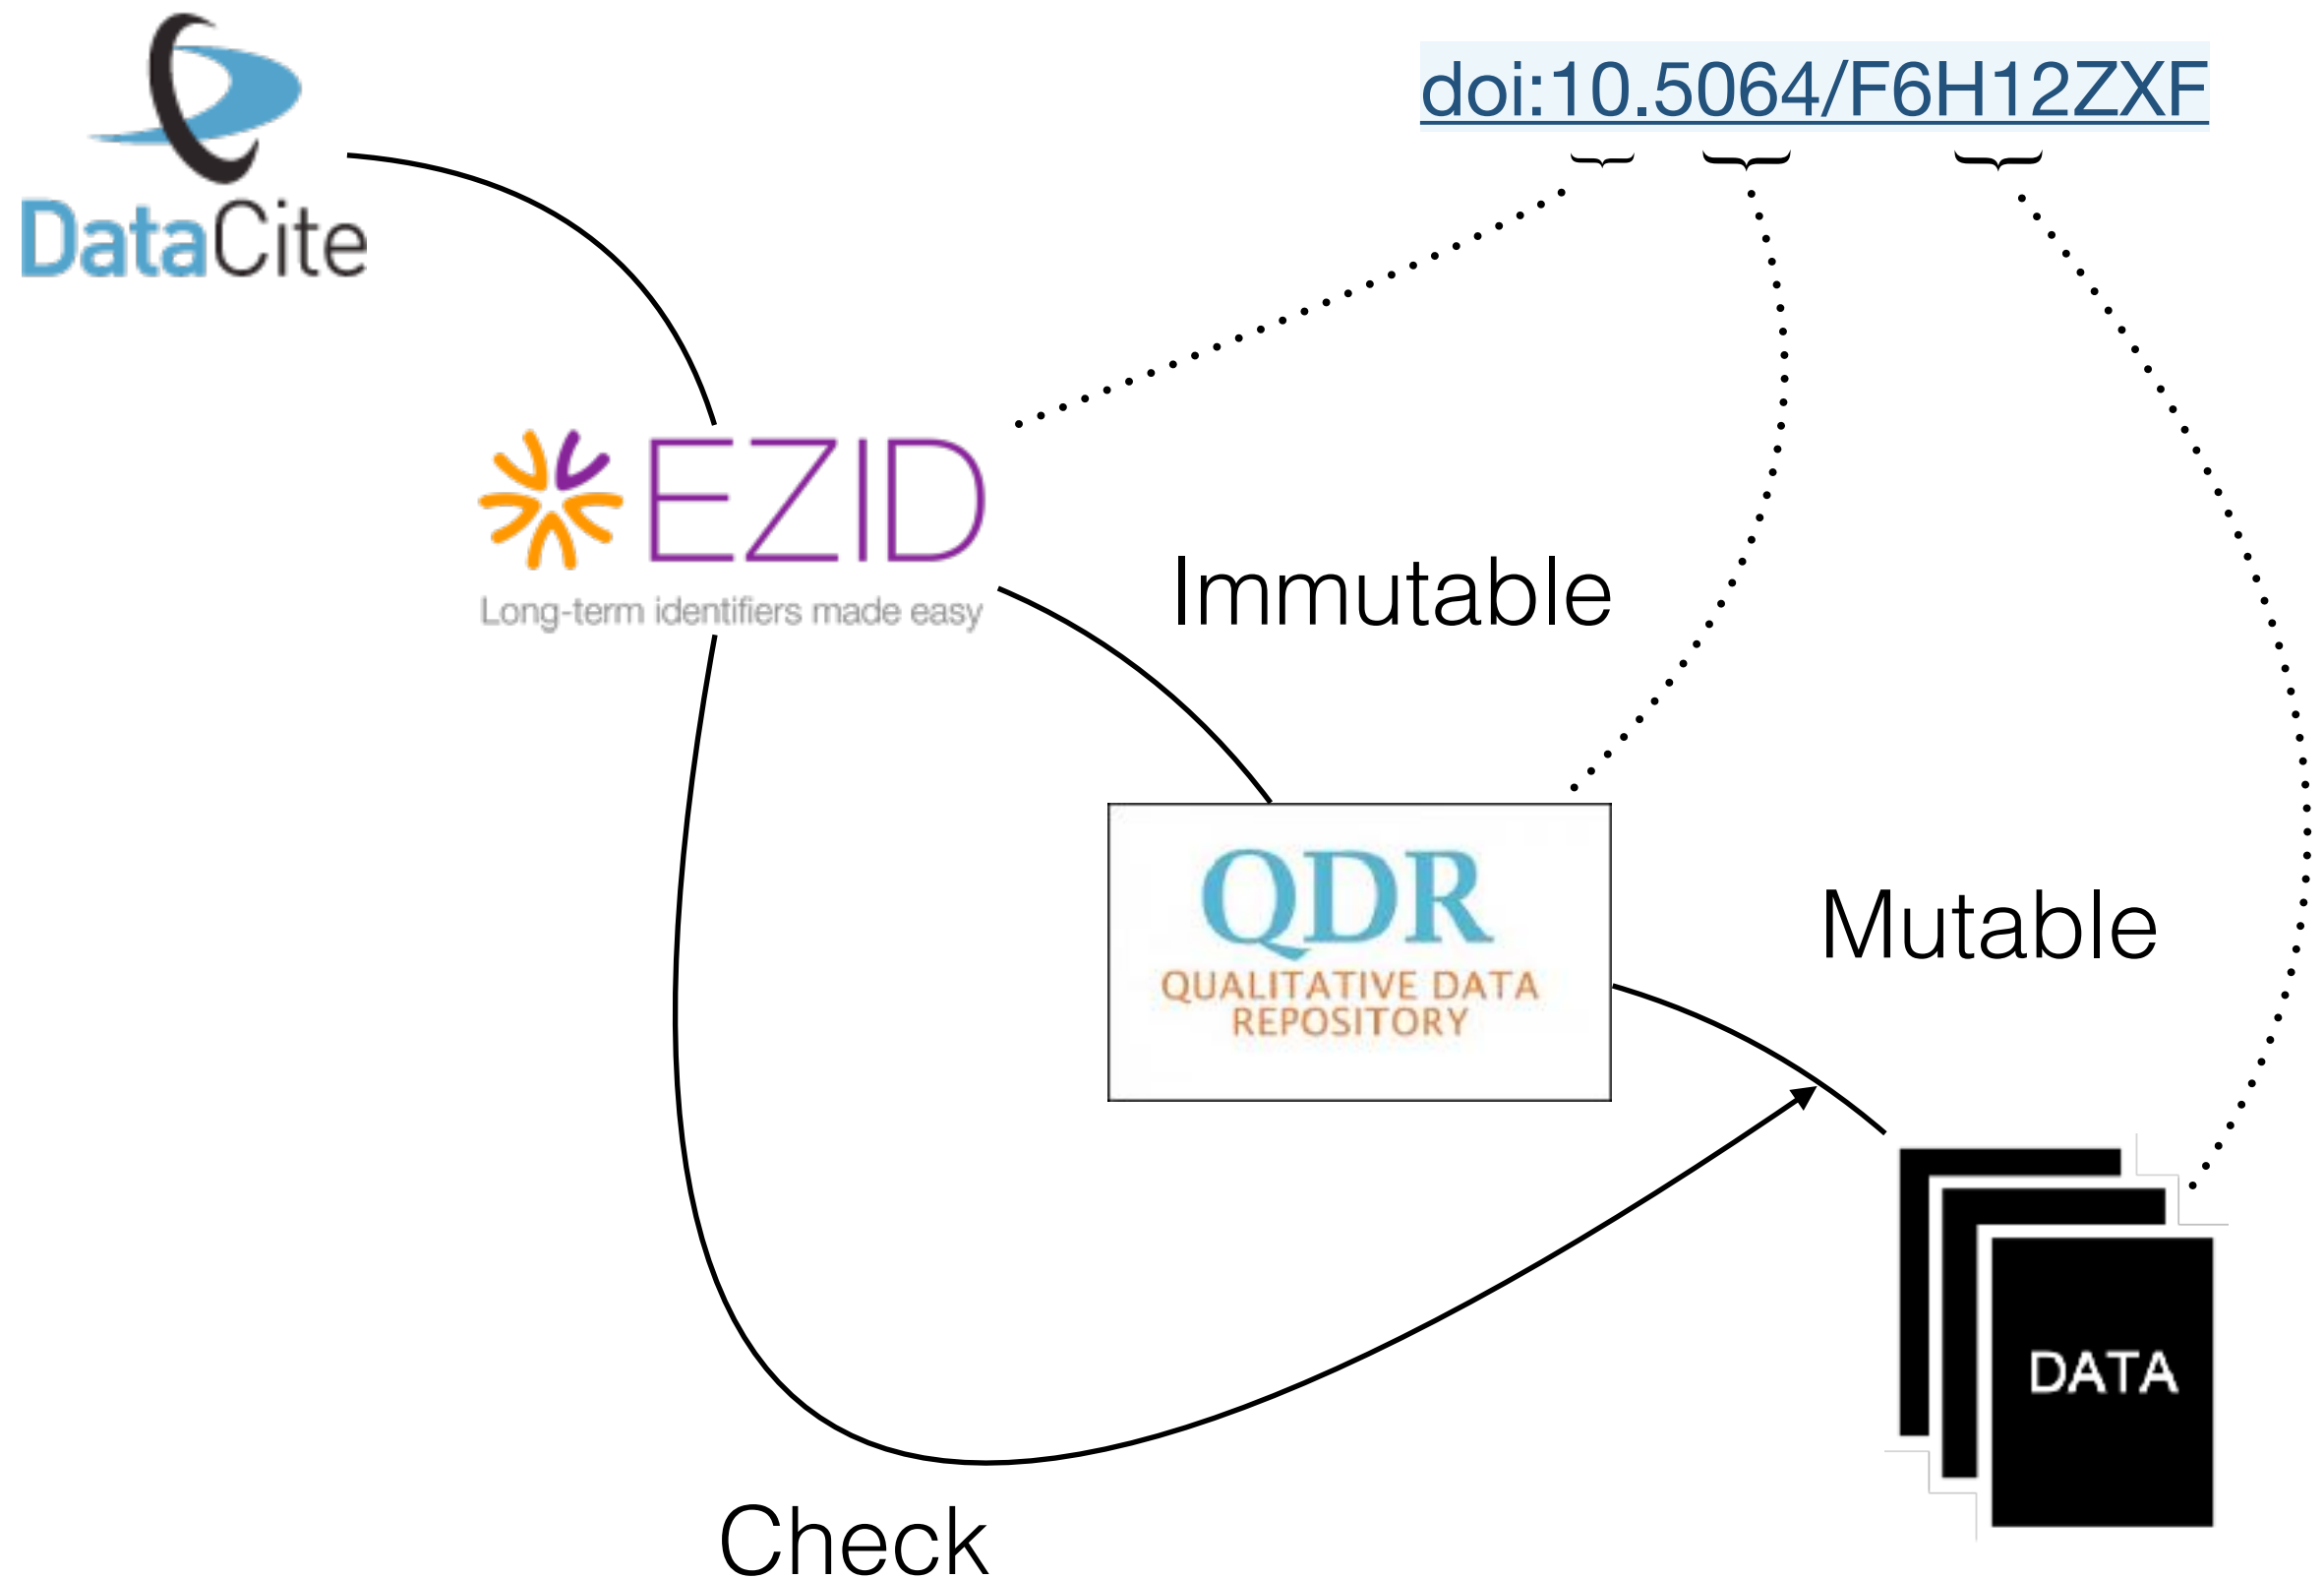 doi:10.5064/F6H12ZXF
DataCite
EZID
Long-term identifiers made easy
Immutable
QDR
QUALITATIVE DATA
REPOSITORY
Mutable
DATA
Check